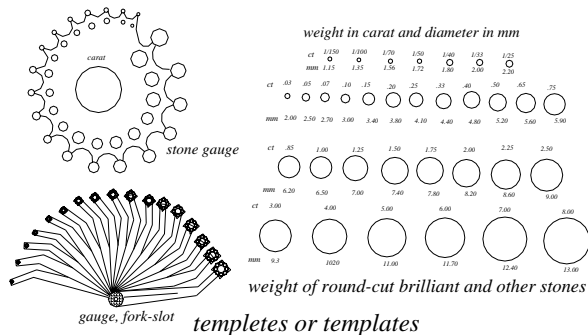 weight in carat and diameter in mm
ct 1/150 1/100 1/70 1/50 1/40 1/33 1/25
mm 1.15 1.35 1.56 1.72 1.80 2.00 2.20
ct .03 .05 .07 .10 .15 .20 .25 .33 .40 .50 .65 .75
mm 2.00 2.50 2.70 3.00 3.40 3.80 4.10 4.40 4.80 5.20 5.60 5.90
ct .85 1.00 1.25 1.50 1.75 2.00 2.25 2.50
mm 6.20 6.50 7.00 7.40 7.80 8.20 8.60 9.00
ct 3.00 4.00 5.00 6.00 7.00 8.00
mm 9.3 1020 11.00 11.70 12.40 13.00
weight of round-cut brilliant and other stones
carat
stone gauge
gauge, fork-slot
templetes or templates